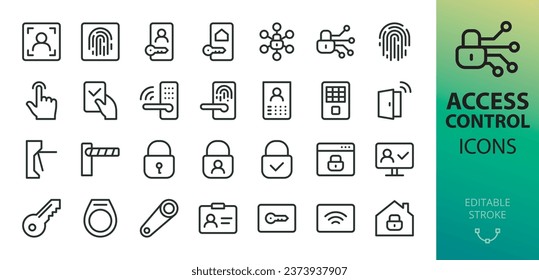 ACCESS
CONTROL
ICONS
EDITABLE
STROKE
shutterstock.com · 2373937907